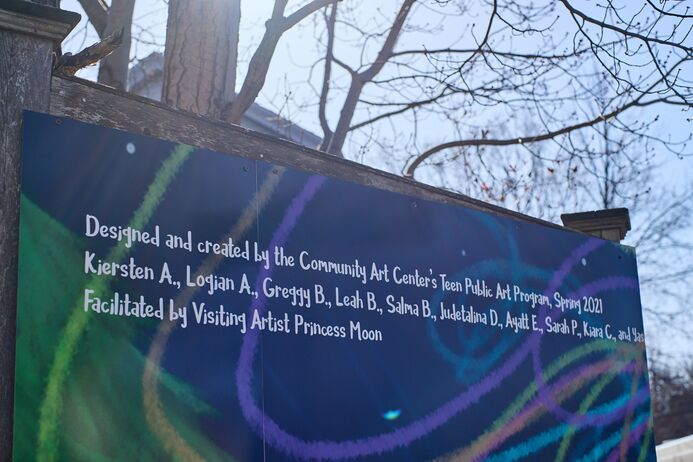 Designed and created by the Community Art Center's Teen Public Art Program, Spring 2021
Kiersten A., Logian A., Greggy B., Leah B., Salma B., Judetalina D., Ayatt E., Sarah P., Kiara C., and Yas
Facilitated by Visiting Artist Princess Moon